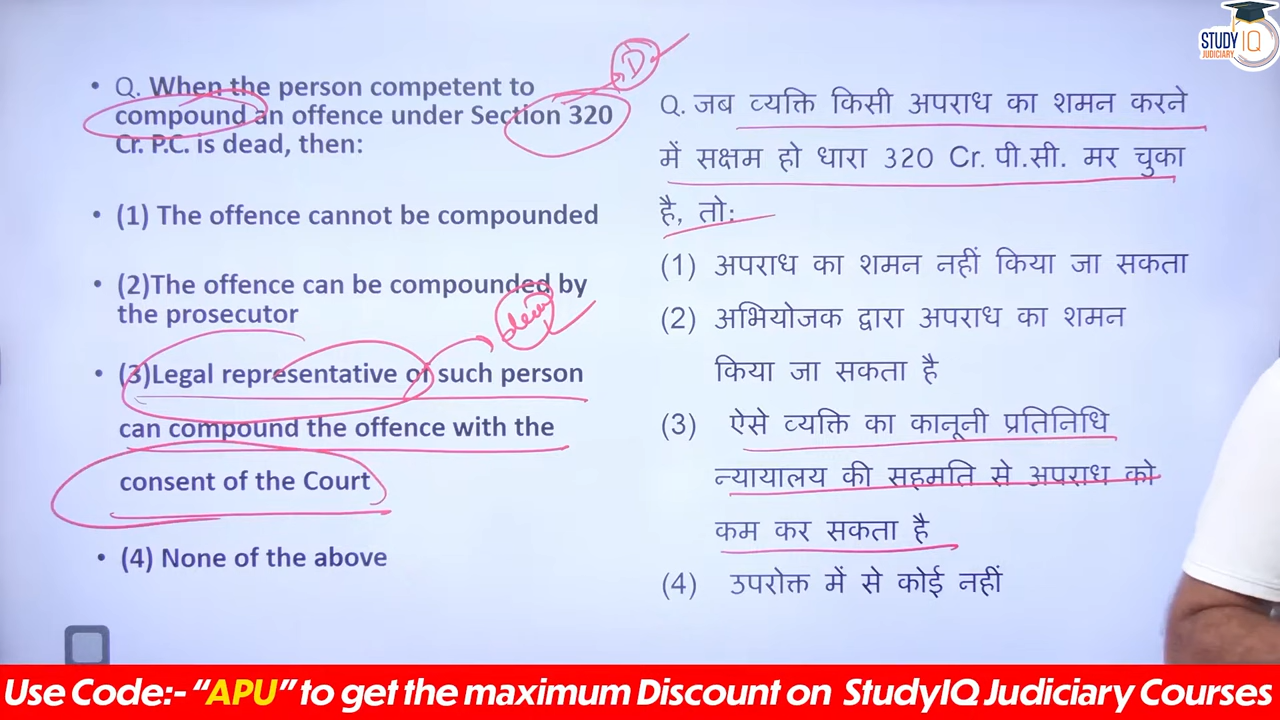 STUDY IQ
JUDICIARY
• Q. When the person competent to
compound an offence under Section 320
Cr. P.C. is dead, then:
• (1) The offence cannot be compounded
• (2)The offence can be compounded by
the prosecutor
• (3)Legal representative of such person
can compound the offence with the
consent of the Court
• (4) None of the above
D
Q. जब व्यक्ति किसी अपराध का शमन करने
में सक्षम हो धारा 320 Cr. पी.सी. मर चुका
है, तो:
(1) अपराध का शमन नहीं किया जा सकता
(2) अभियोजक द्वारा अपराध का शमन
किया जा सकता है
(3) ऐसे व्यक्ति का कानूनी प्रतिनिधि
न्यायालय की सहमति से अपराध को
कम कर सकता है
(4) उपरोक्त में से कोई नहीं
Use Code:- “APU” to get the maximum Discount on StudyIQ Judiciary Courses